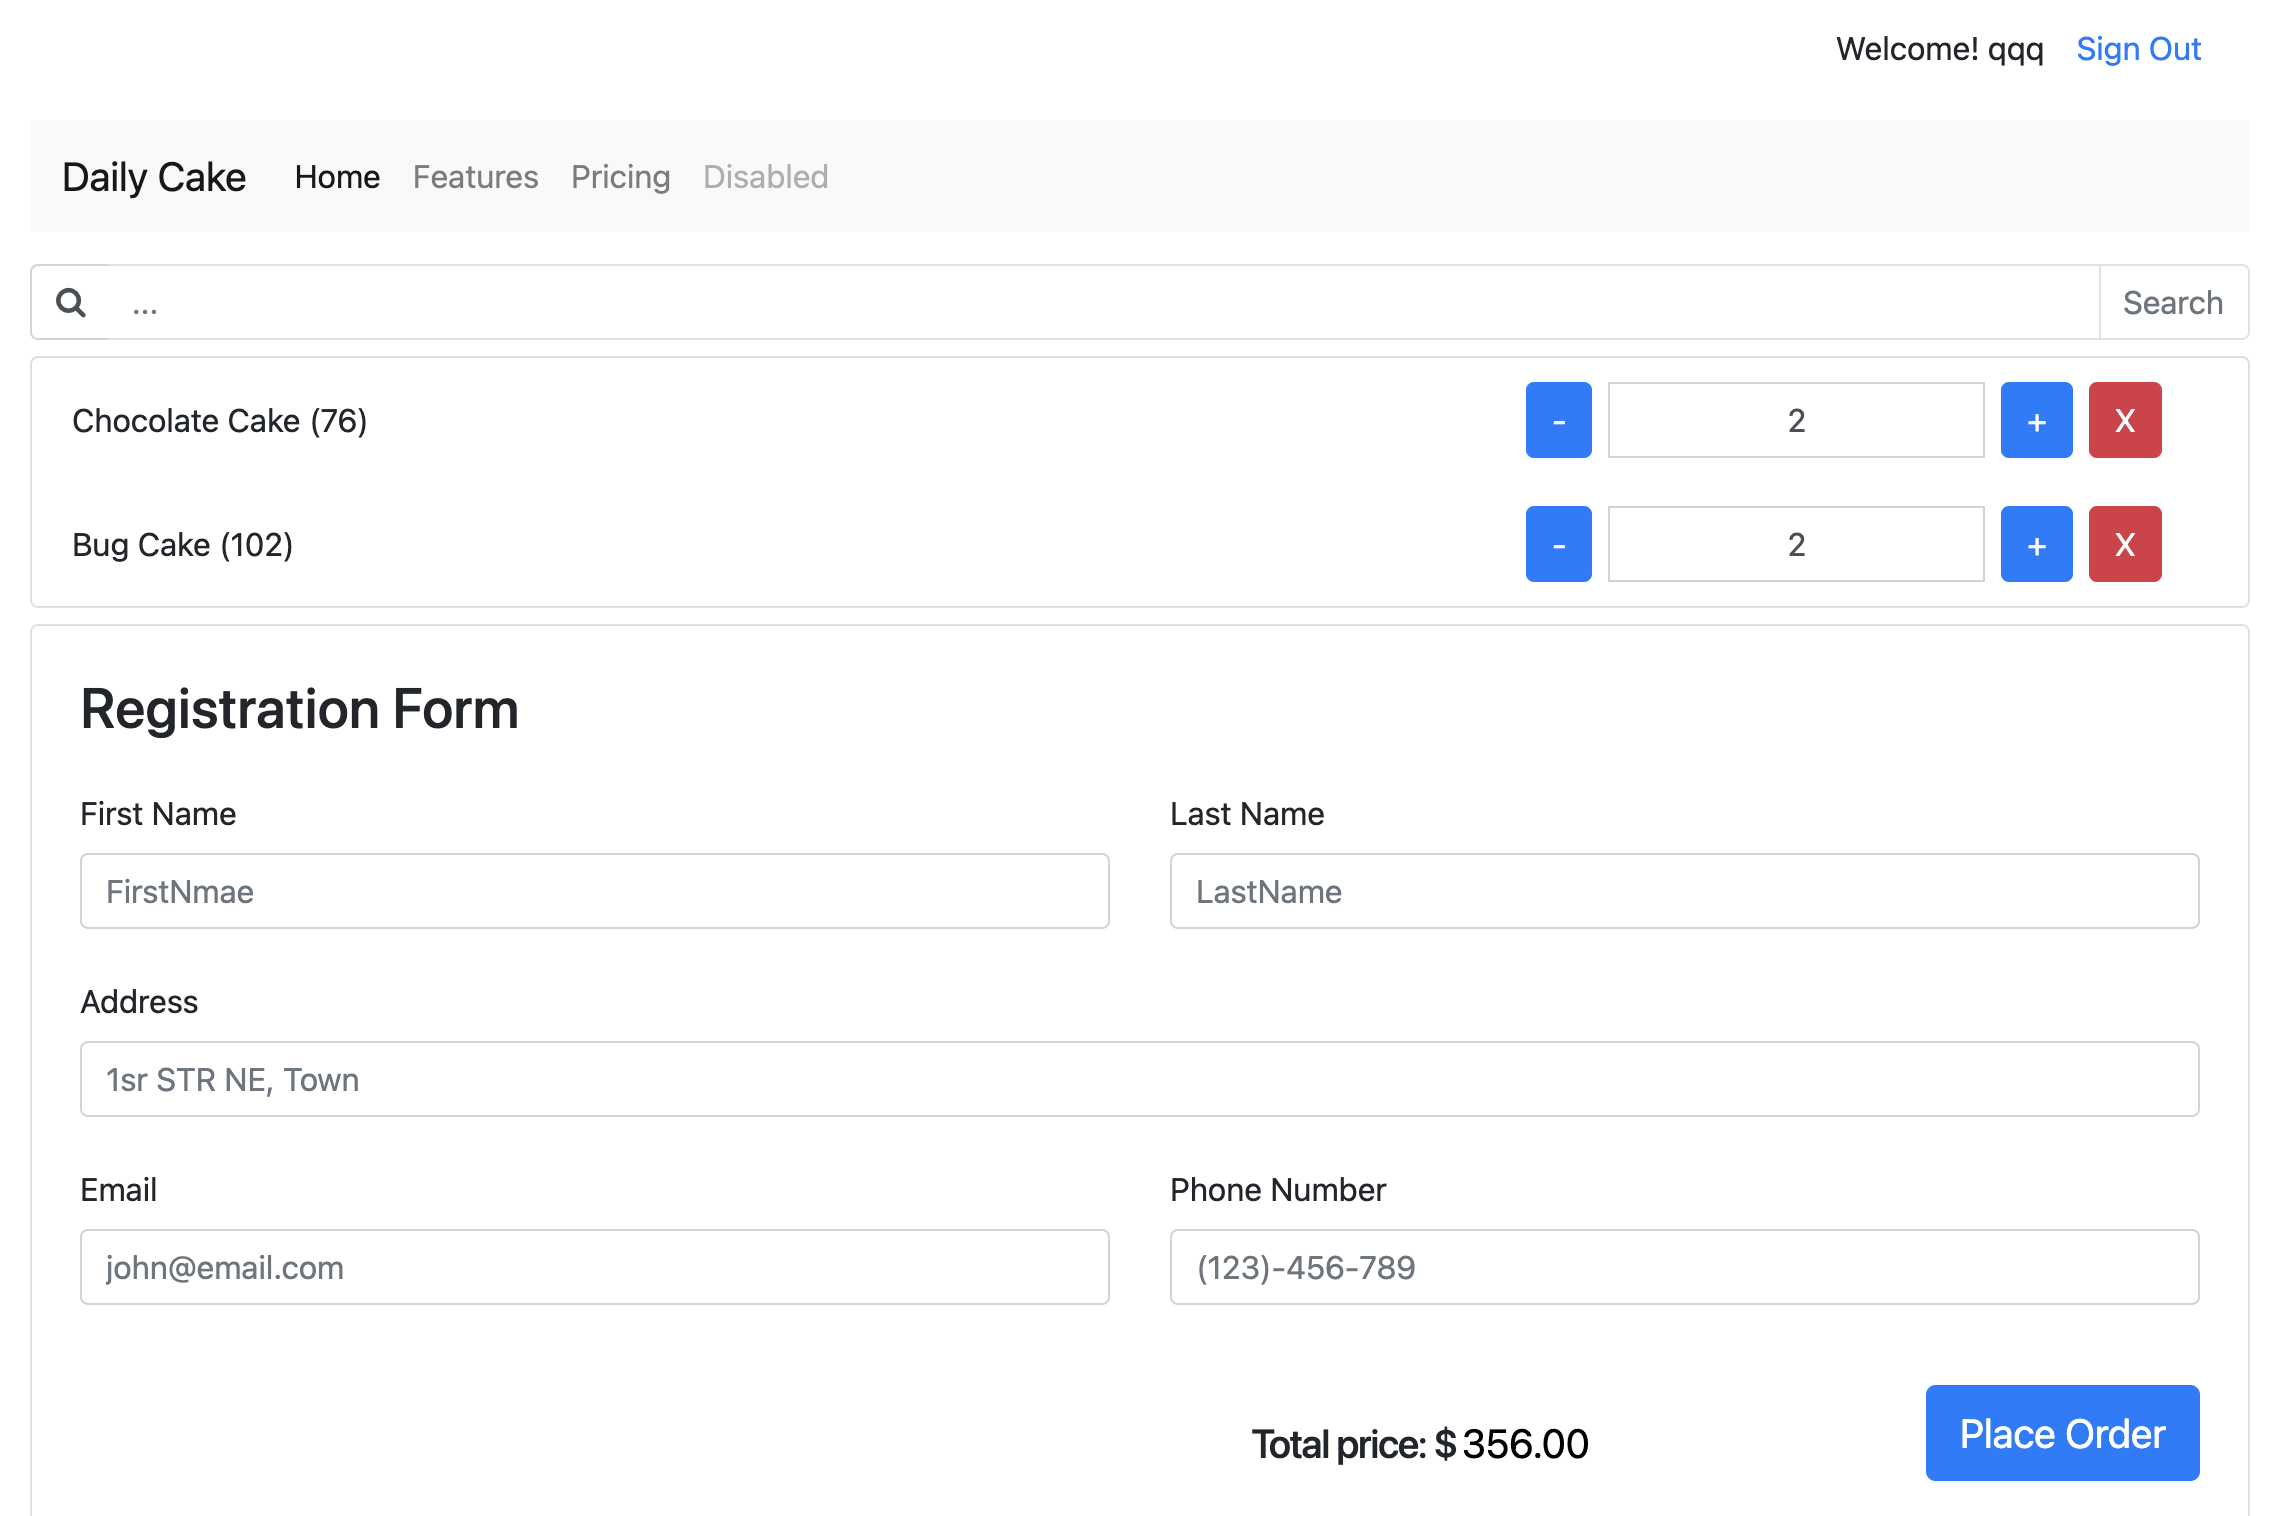 Welcome! qqq Sign Out
Daily Cake Home Features Pricing Disabled
... Search
Chocolate Cake (76) - 2 + X
Bug Cake (102) - 2 + X
Registration Form
First Name Last Name
FirstNmae LastName
Address
1sr STR NE, Town
Email Phone Number
john@email.com (123)-456-789
Total price: $ 356.00 Place Order